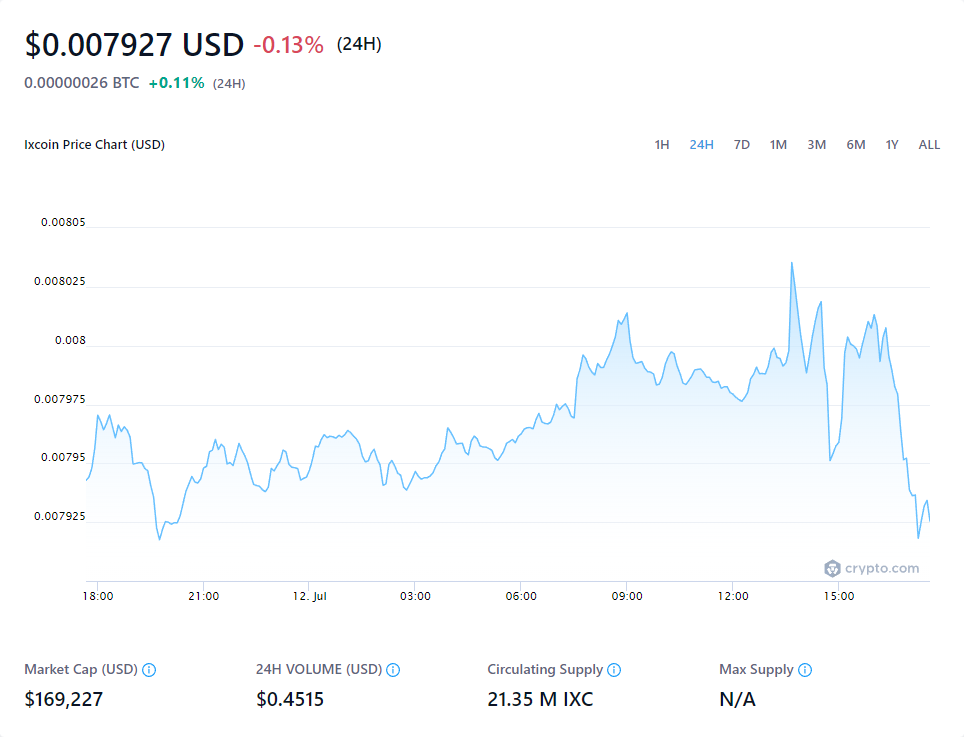 $0.007927 USD -0.13% (24H)
0.00000026 BTC +0.11% (24H)
Ixcoin Price Chart (USD)
1H 24H 7D 1M 3M 6M 1Y ALL
0.00805
0.008025
0.008
0.007975
0.00795
0.007925
crypto.com
18:00 21:00 12. Jul 03:00 06:00 09:00 12:00 15:00
Market Cap (USD) 24H VOLUME (USD) Circulating Supply Max Supply
$169,227 $0.4515 21.35 M IXC N/A